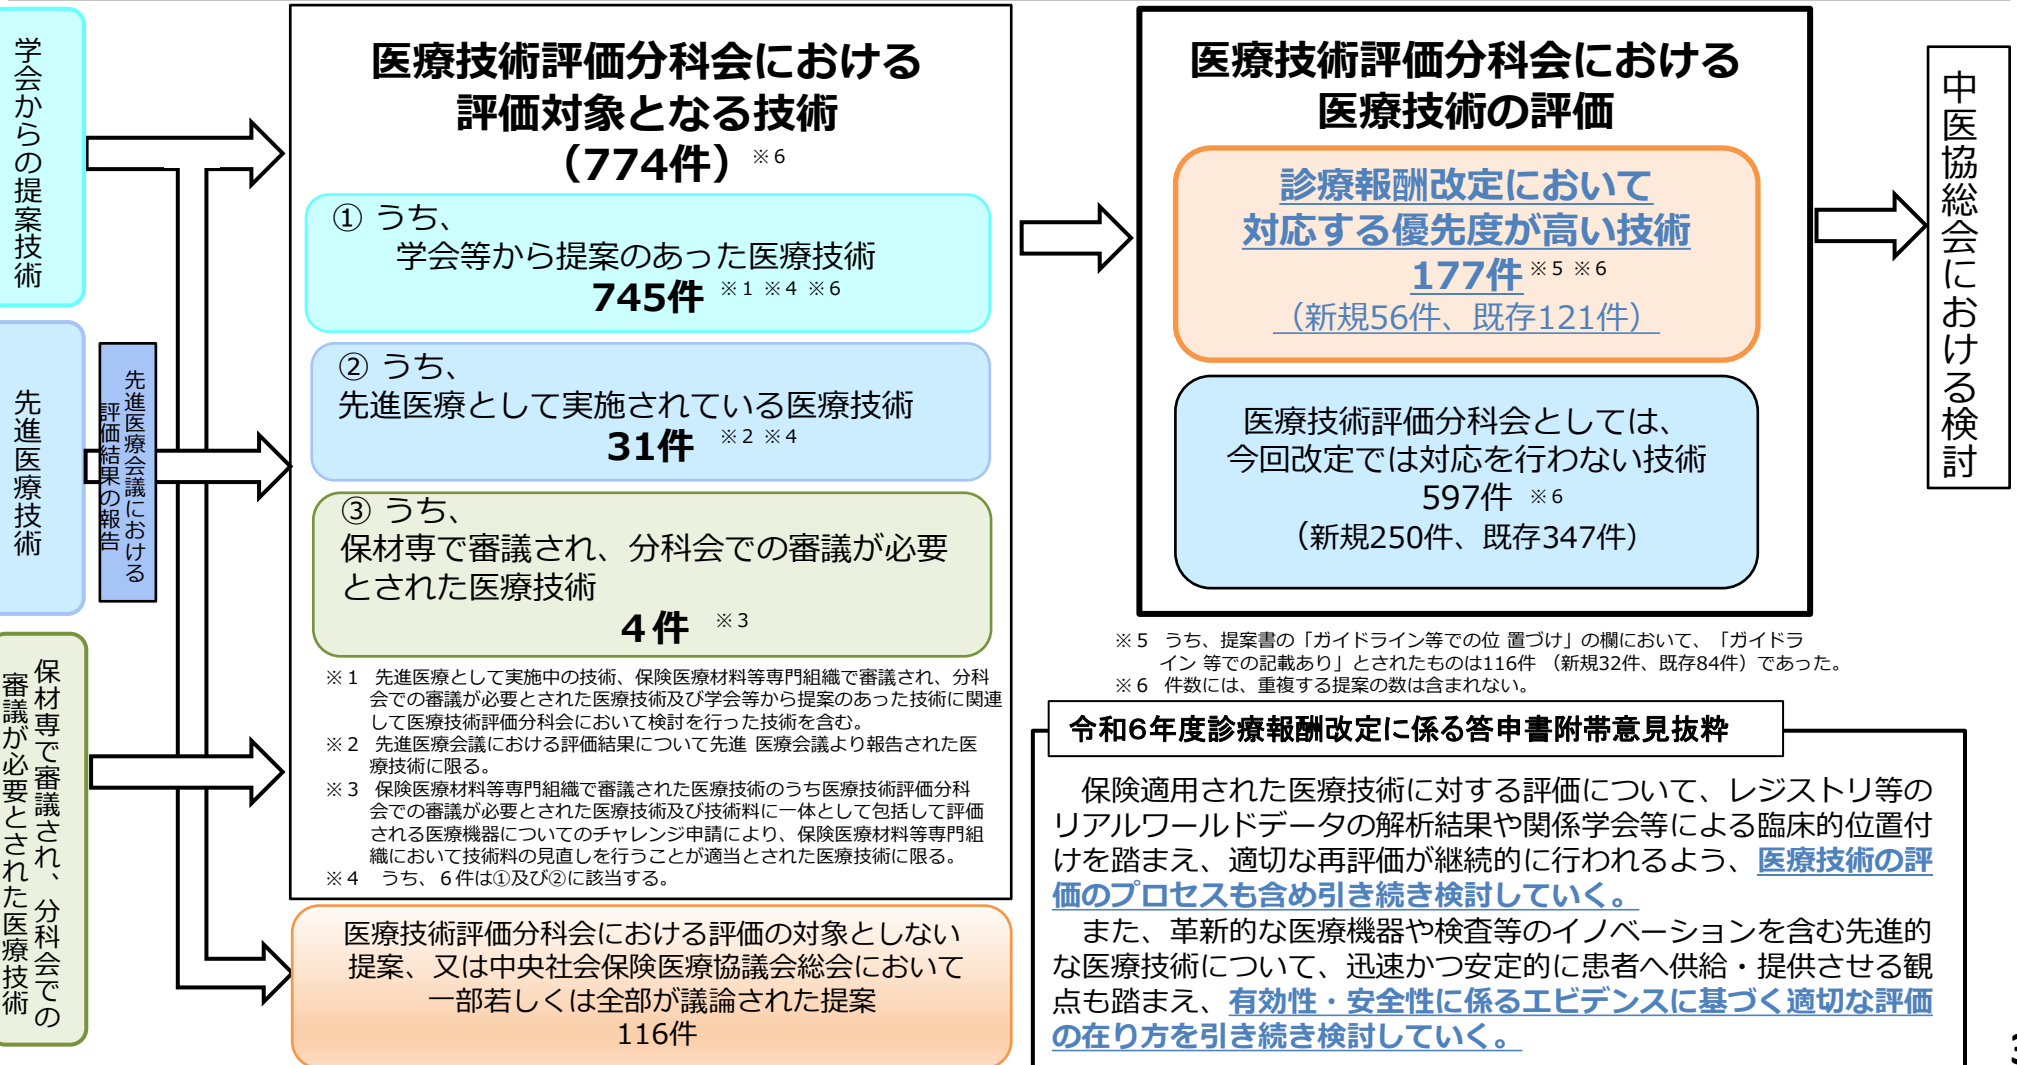 学会からの提案技術
先進医療技術
先進医療会議における
評価結果の報告
保材専で審議され、分科会での
審議が必要とされた医療技術
医療技術評価分科会における
評価対象となる技術
（774件）※6
① うち、
学会等から提案のあった医療技術
745件 ※1 ※4 ※6
② うち、
先進医療として実施されている医療技術
31件 ※2 ※4
③ うち、
保材専で審議され、分科会での審議が必要
とされた医療技術
4件 ※3
※1 先進医療として実施中の技術、保険医療材料等専門組織で審議され、分科
会での審議が必要とされた医療技術及び学会等から提案のあった技術に関連
して医療技術評価分科会において検討を行った技術を含む。
※2 先進医療会議における評価結果について先進 医療会議より報告された医
療技術に限る。
※3 保険医療材料等専門組織で審議された医療技術のうち医療技術評価分科
会での審議が必要とされた医療技術及び技術料に一体として包括して評価
される医療機器についてのチャレンジ申請により、保険医療材料等専門組
織において技術料の見直しを行うことが適当とされた医療技術に限る。
※4 うち、6件は①及び②に該当する。
医療技術評価分科会における評価の対象としない
提案、又は中央社会保険医療協議会総会において
一部若しくは全部が議論された提案
116件
医療技術評価分科会における
医療技術の評価
診療報酬改定において
対応する優先度が高い技術
177件 ※5 ※6
（新規56件、既存121件）
医療技術評価分科会としては、
今回改定では対応を行わない技術
597件 ※6
（新規250件、既存347件）
※5 うち、提案書の「ガイドライン等での位 置づけ」の欄において、「ガイドラ
イン 等での記載あり」とされたものは116件 （新規32件、既存84件）であった。
※6 件数には、重複する提案の数は含まれない。
中医協総会における検討
令和6年度診療報酬改定に係る答申書附帯意見抜粋
保険適用された医療技術に対する評価について、レジストリ等の
リアルワールドデータの解析結果や関係学会等による臨床的位置付
けを踏まえ、適切な再評価が継続的に行われるよう、医療技術の評
価のプロセスも含め引き続き検討していく。
また、革新的な医療機器や検査等のイノベーションを含む先進的
な医療技術について、迅速かつ安定的に患者へ供給・提供させる観
点も踏まえ、有効性・安全性に係るエビデンスに基づく適切な評価
の在り方を引き続き検討していく。